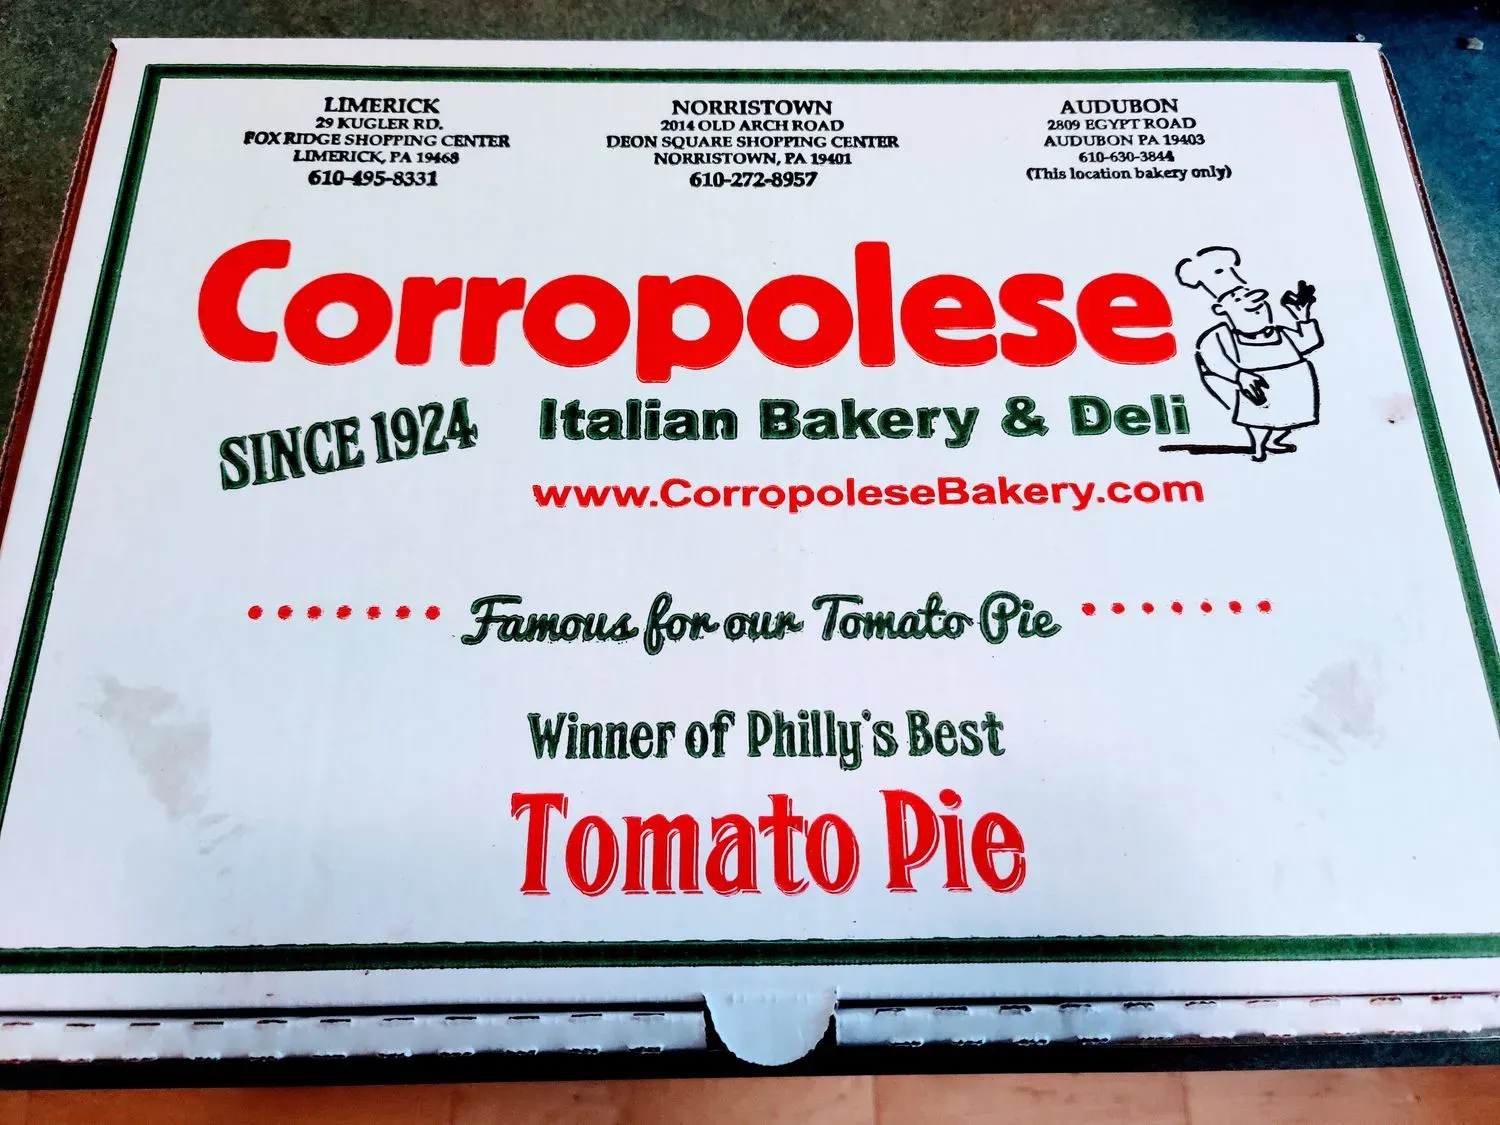 LIMERICK
29 KUGLER RD.
FOX RIDGE SHOPPING CENTER
LIMERICK, PA 19468
610-495-8331
NORRISTOWN
2014 OLD ARCH ROAD
DEON SQUARE SHOPPING CENTER
NORRISTOWN, PA 19401
610-272-8957
AUDUBON
2809 EGYPT ROAD
AUDUBON PA 19403
610-630-3844
(This location bakery only)
Corropolese
SINCE 1924
Italian Bakery & Deli
www.CorropoleseBakery.com
Famous for our Tomato Pie
Winner of Philly's Best
Tomato Pie